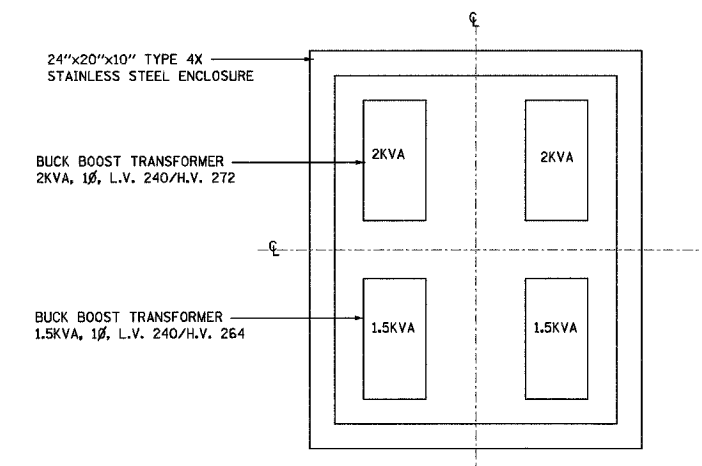 ℄
24"x20"x10" TYPE 4X
STAINLESS STEEL ENCLOSURE
BUCK BOOST TRANSFORMER
2KVA, 1Ø, L.V. 240/H.V. 272
2KVA
2KVA
℄
BUCK BOOST TRANSFORMER
1.5KVA, 1Ø, L.V. 240/H.V. 264
1.5KVA
1.5KVA